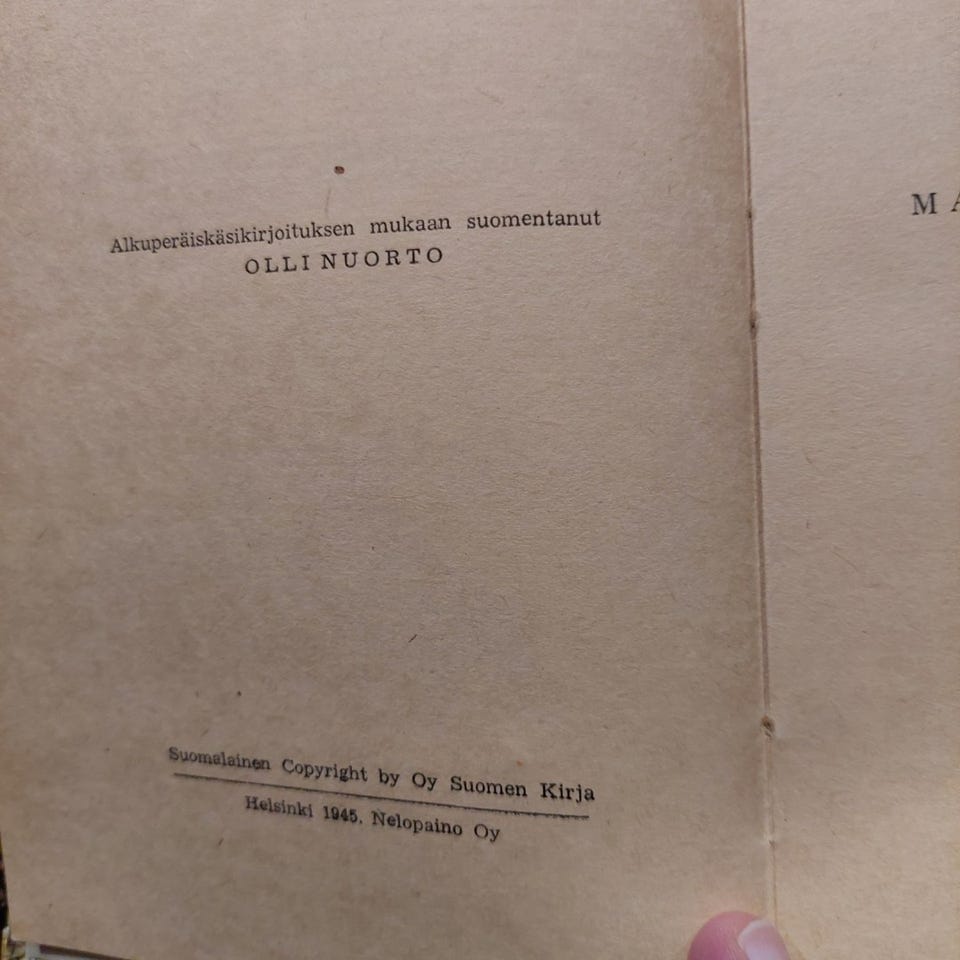 Alkuperäiskäsikirjoituksen mukaan suomentanut
OLLI NUORTO
Suomalainen Copyright by Oy Suomen Kirja
Helsinki 1945. Nelopaino Oy